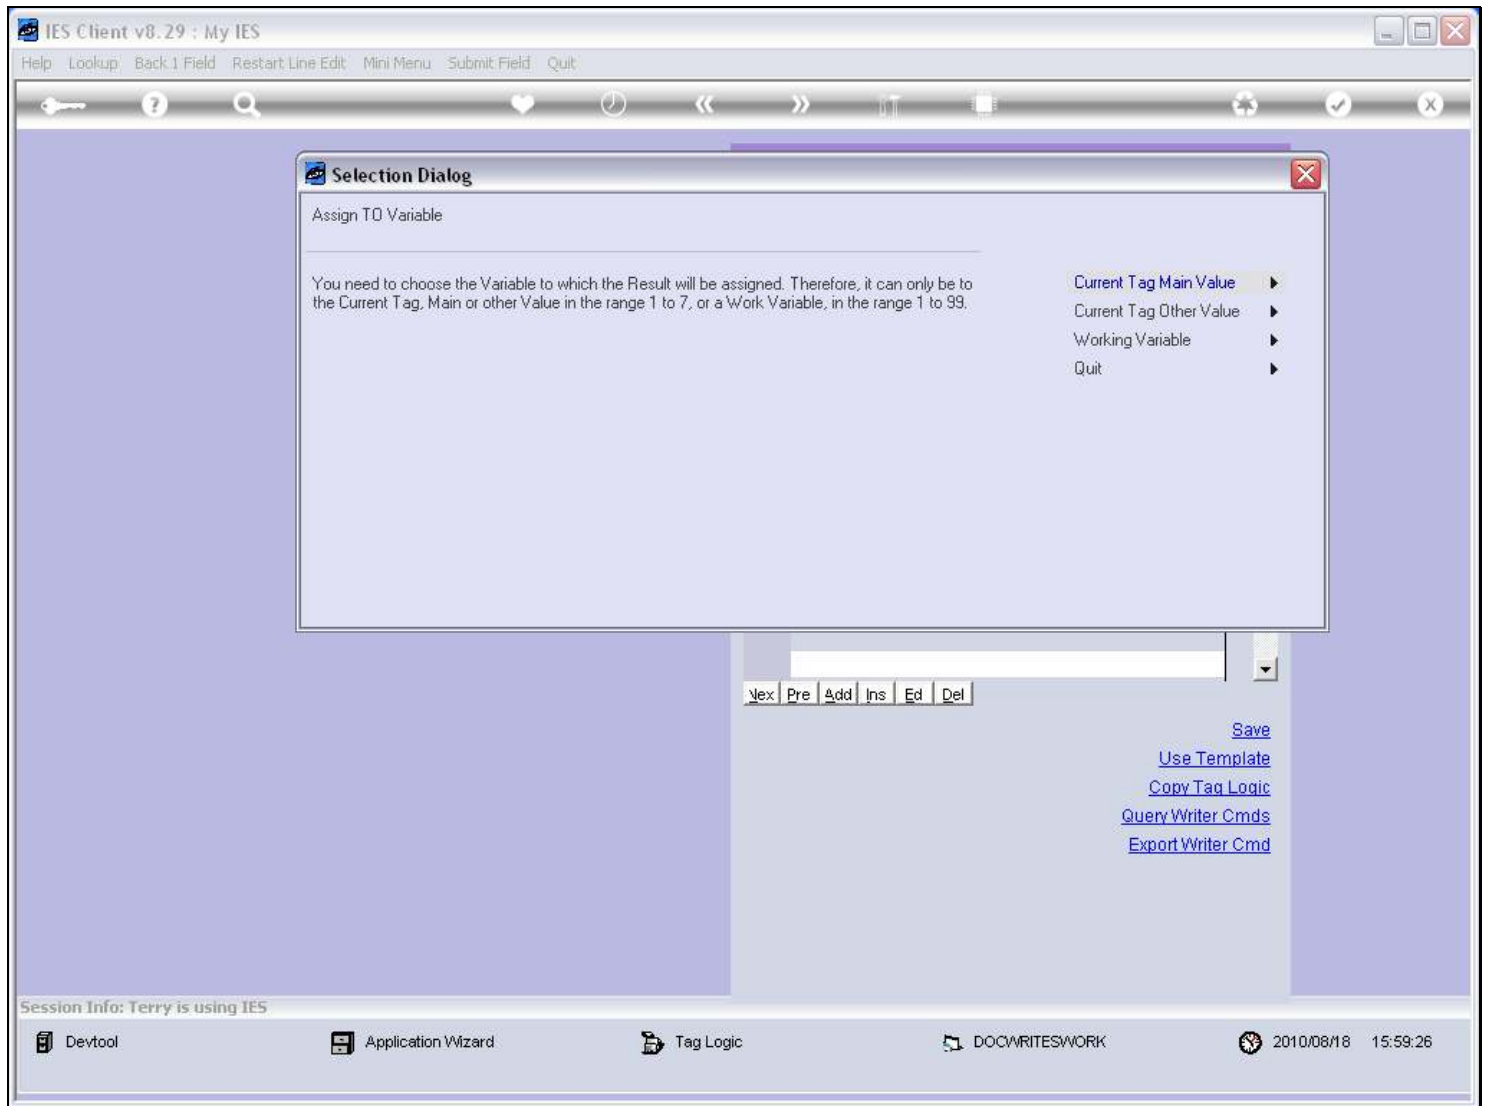 IES Client v8.29 : My IES
Help Lookup Back 1 Field Restart Line Edit Mini Menu Submit Field Quit
Selection Dialog
Assign TO Variable
You need to choose the Variable to which the Result will be assigned. Therefore, it can only be to
the Current Tag, Main or other Value in the range 1 to 7, or a Work Variable, in the range 1 to 99.
Current Tag Main Value
Current Tag Other Value
Working Variable
Quit
Nex Pre Add Ins Ed Del
Save
Use Template
Copy Tag Logic
Query Writer Cmds
Export Writer Cmd
Session Info: Terry is using IES
Devtool Application Wizard Tag Logic DOCWRITESWORK 2010/08/18 15:59:26